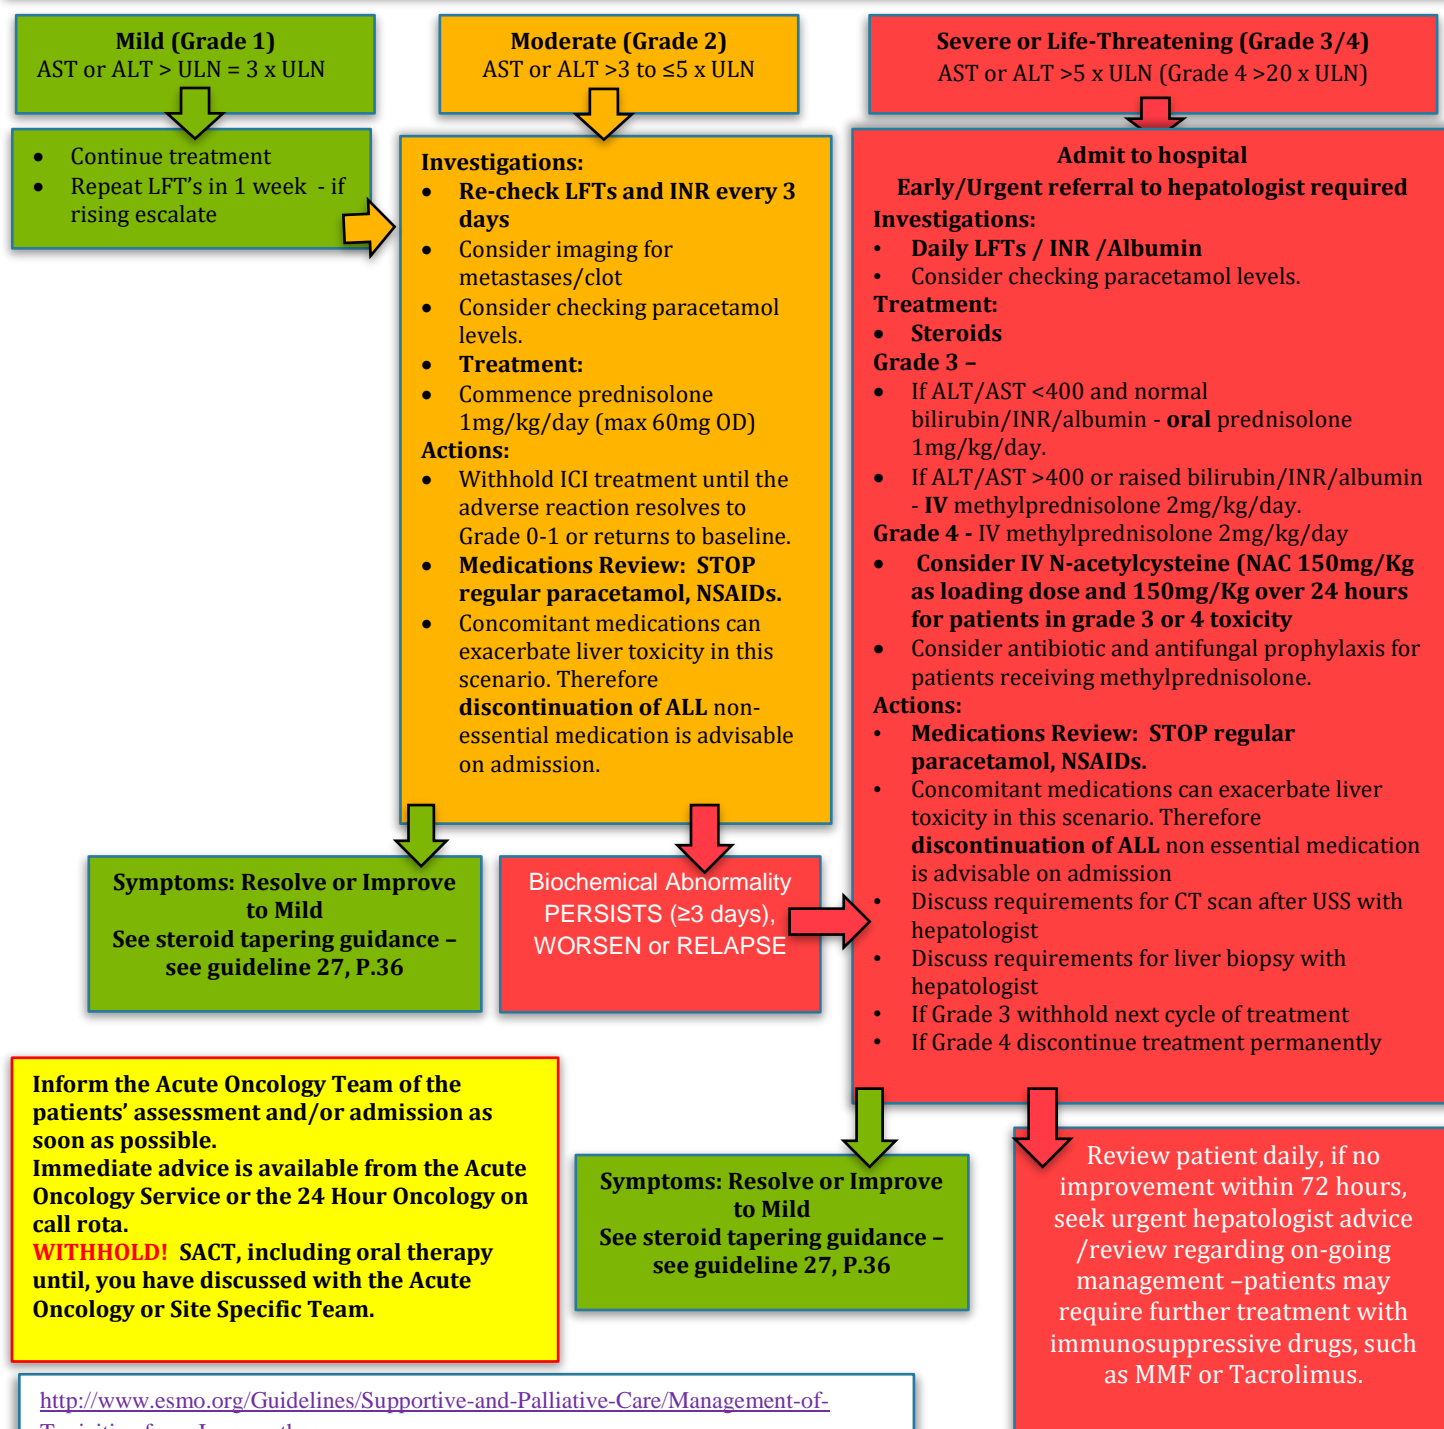 Mild (Grade 1)
AST or ALT > ULN = 3 x ULN
Continue treatment
Repeat LFT's in 1 week - if
rising escalate
Moderate (Grade 2)
AST or ALT >3 to ≤5 x ULN
Investigations:
Re-check LFTs and INR every 3
days
Consider imaging for
metastases/clot
Consider checking paracetamol
levels.
Treatment:
Commence prednisolone
1mg/kg/day (max 60mg OD)
Actions:
Withhold ICI treatment until the
adverse reaction resolves to
Grade 0-1 or returns to baseline.
Medications Review: STOP
regular paracetamol, NSAIDs.
Concomitant medications can
exacerbate liver toxicity in this
scenario. Therefore
discontinuation of ALL non-
essential medication is advisable
on admission.
Severe or Life-Threatening (Grade 3/4)
AST or ALT >5 x ULN (Grade 4 >20 x ULN)
Admit to hospital
Early/Urgent referral to hepatologist required
Investigations:
Daily LFTs / INR /Albumin
Consider checking paracetamol levels.
Treatment:
Steroids
Grade 3 –
If ALT/AST <400 and normal
bilirubin/INR/albumin - oral prednisolone
1mg/kg/day.
If ALT/AST >400 or raised bilirubin/INR/albumin
- IV methylprednisolone 2mg/kg/day.
Grade 4 - IV methylprednisolone 2mg/kg/day
Consider IV N-acetylcysteine (NAC 150mg/Kg
as loading dose and 150mg/Kg over 24 hours
for patients in grade 3 or 4 toxicity
Consider antibiotic and antifungal prophylaxis for
patients receiving methylprednisolone.
Actions:
Medications Review: STOP regular
paracetamol, NSAIDs.
Concomitant medications can exacerbate liver
toxicity in this scenario. Therefore
discontinuation of ALL non essential medication
is advisable on admission
Discuss requirements for CT scan after USS with
hepatologist
Discuss requirements for liver biopsy with
hepatologist
If Grade 3 withhold next cycle of treatment
If Grade 4 discontinue treatment permanently
Symptoms: Resolve or Improve
to Mild
See steroid tapering guidance –
see guideline 27, P.36
Biochemical Abnormality
PERSISTS (≥3 days),
WORSEN or RELAPSE
Inform the Acute Oncology Team of the
patients' assessment and/or admission as
soon as possible.
Immediate advice is available from the Acute
Oncology Service or the 24 Hour Oncology on
call rota.
WITHHOLD! SACT, including oral therapy
until, you have discussed with the Acute
Oncology or Site Specific Team.
Symptoms: Resolve or Improve
to Mild
See steroid tapering guidance –
see guideline 27, P.36
Review patient daily, if no
improvement within 72 hours,
seek urgent hepatologist advice
/review regarding on-going
management –patients may
require further treatment with
immunosuppressive drugs, such
as MMF or Tacrolimus.
http://www.esmo.org/Guidelines/Supportive-and-Palliative-Care/Management-of-